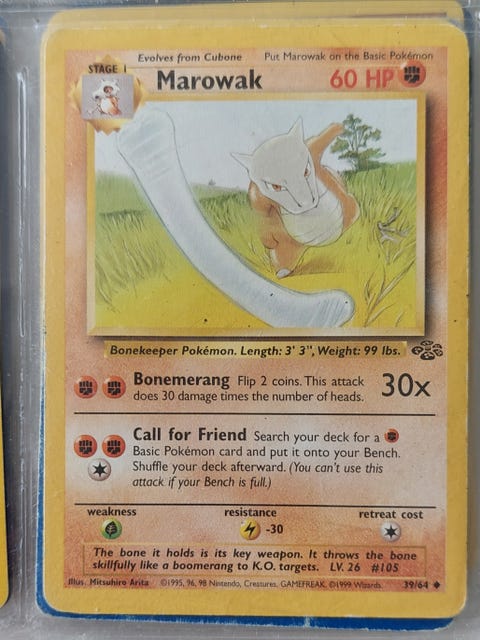 Evolves from Cubone Put Marowak on the Basic Pokémon
STAGE 1
Marowak 60 HP
Bonekeeper Pokémon. Length: 3' 3", Weight: 99 lbs.
Bonemerang Flip 2 coins. This attack
does 30 damage times the number of heads.
30x
Call for Friend Search your deck for a
Basic Pokémon card and put it onto your Bench.
Shuffle your deck afterward. (You can't use this
attack if your Bench is full.)
weakness resistance retreat cost
-30
The bone it holds is its key weapon. It throws the bone
skillfully like a boomerang to K.O. targets. LV. 26 #105
Illus. Mitsuhiro Arita ©1995, 96, 98 Nintendo, Creatures, GAMEFREAK. ©1999 Wizards. 39/64